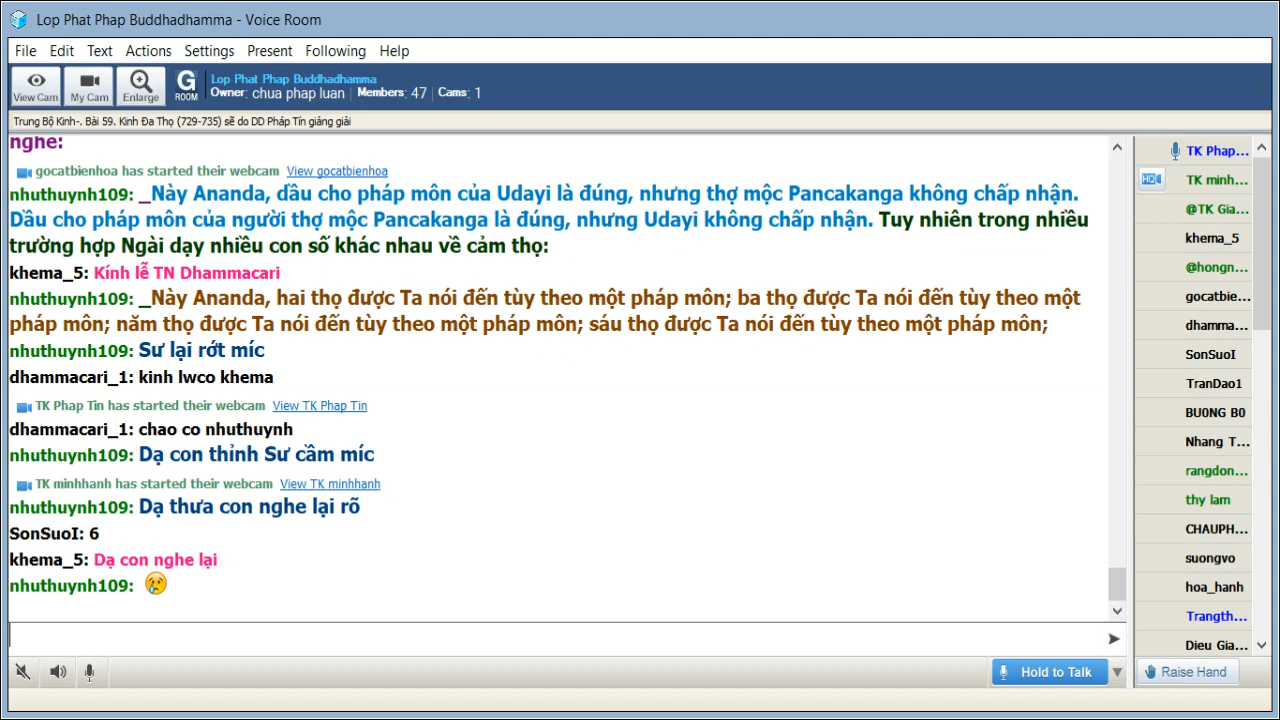 Lop Phat Phap Buddhadhamma - Voice Room
File Edit Text Actions Settings Present Following Help
View Cam My Cam Enlarge G ROOM
Lop Phat Phap Buddhadhamma
Owner: chua phap luan Members: 47 Cams: 1
Trung Bộ Kinh-. Bài 59. Kinh Đa Thọ (729-735) sẽ do DD Pháp Tín giảng giải
nghe:
gocatbienhoa has started their webcam View gocatbienhoa
nhuthuynh109: _Này Ananda, dầu cho pháp môn của Udayi là đúng, nhưng thợ mộc Pancakanga không chấp nhận.
Dầu cho pháp môn của người thợ mộc Pancakanga là đúng, nhưng Udayi không chấp nhận. Tuy nhiên trong nhiều
trường hợp Ngài dạy nhiều con số khác nhau về cảm thọ:
khema_5: Kính lễ TN Dhammacari
nhuthuynh109: _Này Ananda, hai thọ được Ta nói đến tùy theo một pháp môn; ba thọ được Ta nói đến tùy theo một
pháp môn; năm thọ được Ta nói đến tùy theo một pháp môn; sáu thọ được Ta nói đến tùy theo một pháp môn;
nhuthuynh109: Sư lại rớt míc
dhammacari_1: kinh lwco khema
TK Phap Tin has started their webcam View TK Phap Tin
dhammacari_1: chao co nhuthuynh
nhuthuynh109: Dạ con thỉnh Sư cầm míc
TK minhhanh has started their webcam View TK minhhanh
nhuthuynh109: Dạ thưa con nghe lại rõ
SonSuoI: 6
khema_5: Dạ con nghe lại
nhuthuynh109:
TK Phap...
HD TK minh...
@TK Gia...
khema_5
@hongn...
gocatbie...
dhamma...
SonSuoI
TranDao1
BU0NG B0
Nhang T...
rangdon...
thy lam
CHAUPH...
suongvo
hoa_hanh
Trangth...
Dieu Gia...
Hold to Talk
Raise Hand